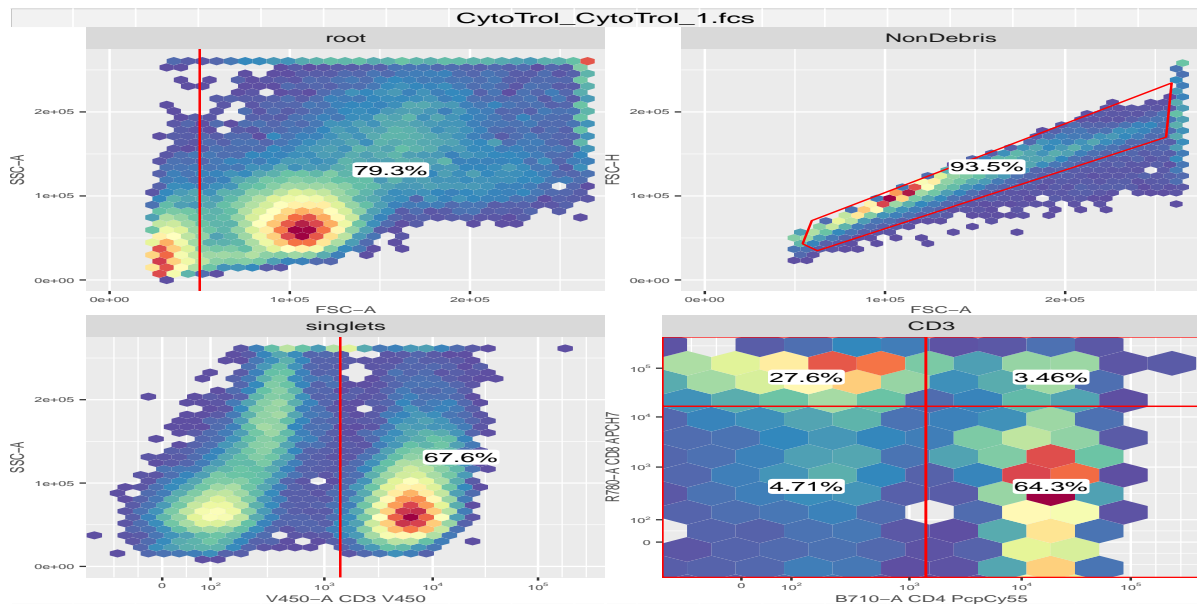 CytoTrol_CytoTrol_1.fcs
root
NonDebris
SSC-A
2e+05
1e+05
0e+00
79.3%
0e+00
1e+05
2e+05
FSC-A
FSC-H
2e+05
1e+05
0e+00
93.5%
0e+00
1e+05
2e+05
FSC-A
singlets
CD3
SSC-A
2e+05
1e+05
0e+00
67.6%
0
10²
10³
10⁴
10⁵
V450-A CD3 V450
R780-A CD8 APCH7
10⁵
10⁴
10³
10²
0
27.6%
3.46%
4.71%
64.3%
0
10²
10³
10⁴
10⁵
B710-A CD4 PcpCy55